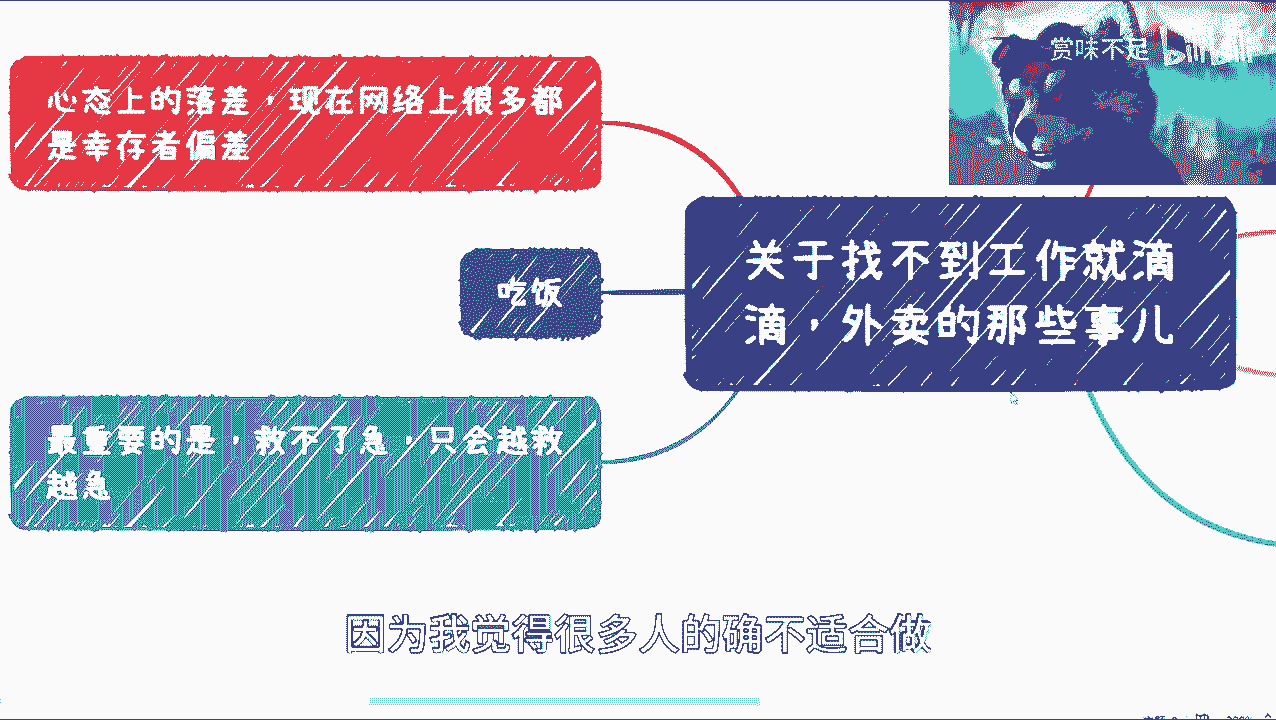 赏味不足 bilibili
心态上的落差，现在网络上很多都
是幸存者偏差
关于找不到工作就滴
滴，外卖的那些事儿
吃饭
最重要的是，救不了急，只会越救
越急
因为我觉得很多人的确不适合做